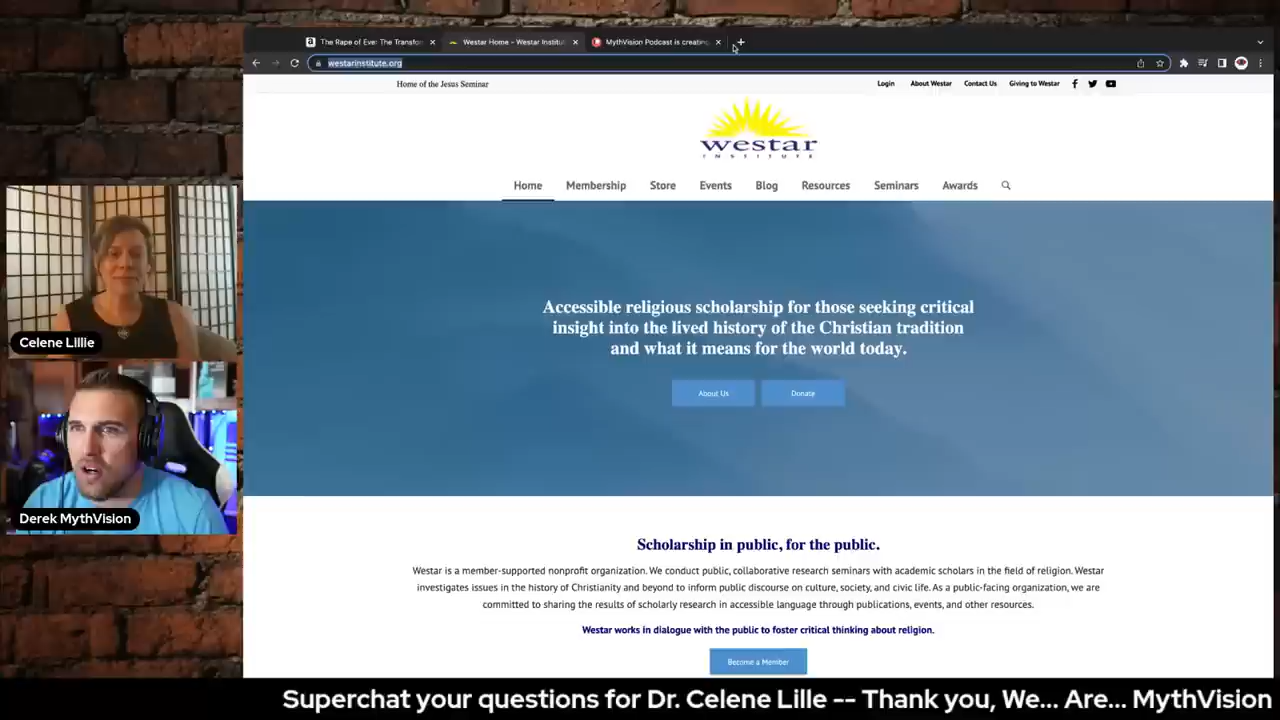 The Rape of Eve: The Transfor
Westar Home - Westar Institut
MythVision Podcast is creating
westarinstitute.org
Home of the Jesus Seminar
Login
About Westar
Contact Us
Giving to Westar
westar
INSTITUTE
Home
Membership
Store
Events
Blog
Resources
Seminars
Awards
Accessible religious scholarship for those seeking critical
insight into the lived history of the Christian tradition
and what it means for the world today.
About Us
Donate
Celene Lillie
Derek MythVision
Scholarship in public, for the public.
Westar is a member-supported nonprofit organization. We conduct public, collaborative research seminars with academic scholars in the field of religion. Westar
investigates issues in the history of Christianity and beyond to inform public discourse on culture, society, and civic life. As a public-facing organization, we are
committed to sharing the results of scholarly research in accessible language through publications, events, and other resources.
Westar works in dialogue with the public to foster critical thinking about religion.
Become a Member
Superchat your questions for Dr. Celene Lille -- Thank you, We... Are... MythVision